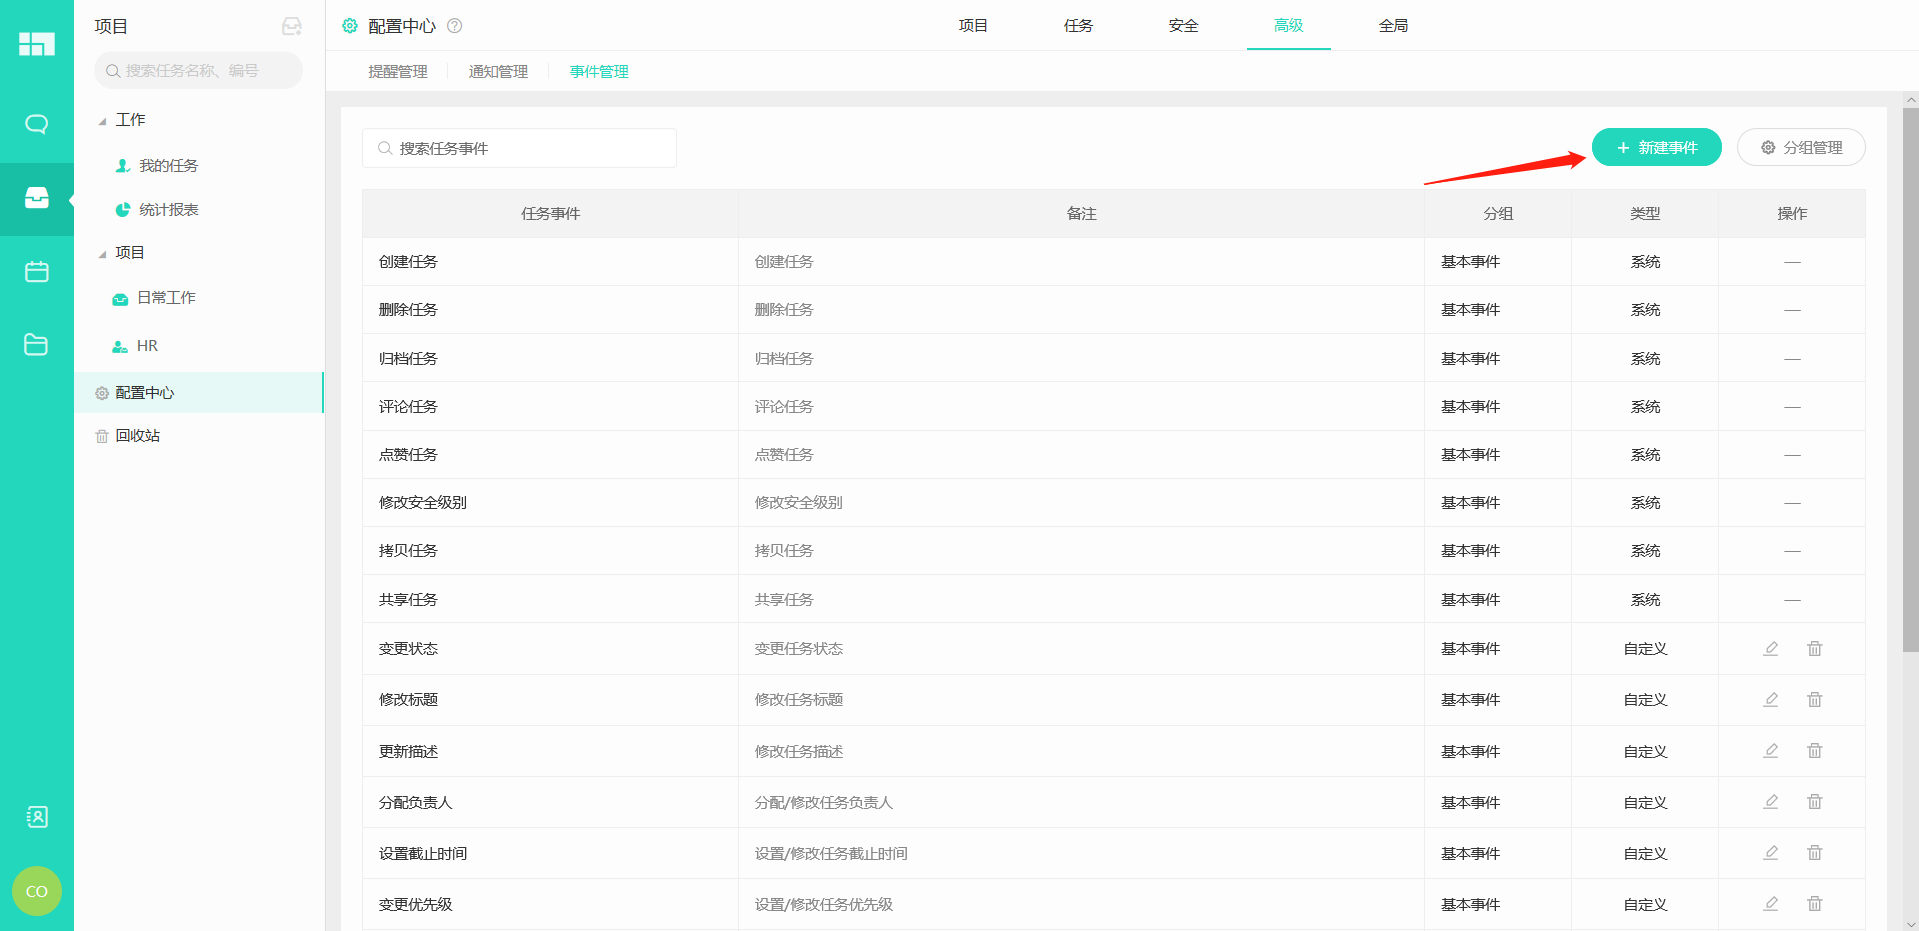 项目
搜索任务名称、编号
工作
我的任务
统计报表
项目
日常工作
HR
配置中心
回收站
CO
配置中心
项目 任务 安全 高级 全局
提醒管理 通知管理 事件管理
搜索任务事件
+ 新建事件 分组管理
任务事件 备注 分组 类型 操作
创建任务 创建任务 基本事件 系统 —
删除任务 删除任务 基本事件 系统 —
归档任务 归档任务 基本事件 系统 —
评论任务 评论任务 基本事件 系统 —
点赞任务 点赞任务 基本事件 系统 —
修改安全级别 修改安全级别 基本事件 系统 —
拷贝任务 拷贝任务 基本事件 系统 —
共享任务 共享任务 基本事件 系统 —
变更状态 变更任务状态 基本事件 自定义
修改标题 修改任务标题 基本事件 自定义
更新描述 修改任务描述 基本事件 自定义
分配负责人 分配/修改任务负责人 基本事件 自定义
设置截止时间 设置/修改任务截止时间 基本事件 自定义
变更优先级 设置/修改任务优先级 基本事件 自定义